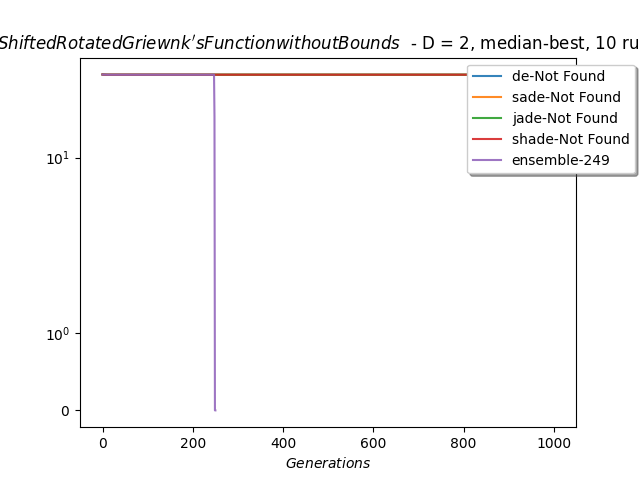 ShiftedRotatedGriewnk'sFunctionwithoutBounds - D = 2, median-best, 10 ru
de-Not Found
sade-Not Found
jade-Not Found
shade-Not Found
ensemble-249
10^1
10^0
0
0 200 400 600 800 1000
Generations